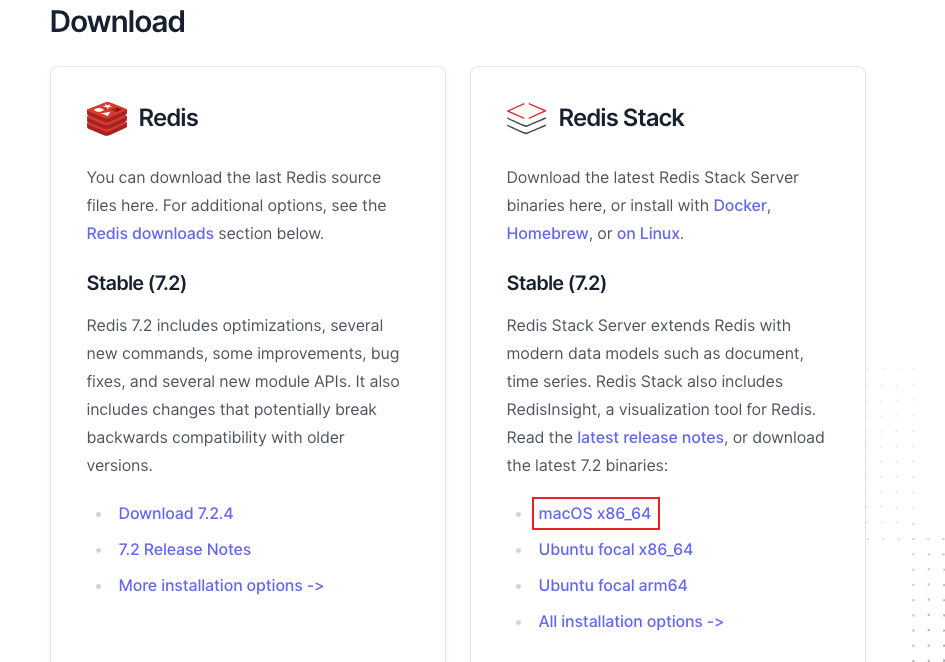 Download
Redis
You can download the last Redis source
files here. For additional options, see the
Redis downloads section below.
Stable (7.2)
Redis 7.2 includes optimizations, several
new commands, some improvements, bug
fixes, and several new module APIs. It also
includes changes that potentially break
backwards compatibility with older
versions.
Download 7.2.4
7.2 Release Notes
More installation options ->
Redis Stack
Download the latest Redis Stack Server
binaries here, or install with Docker,
Homebrew, or on Linux.
Stable (7.2)
Redis Stack Server extends Redis with
modern data models such as document,
time series. Redis Stack also includes
RedisInsight, a visualization tool for Redis.
Read the latest release notes, or download
the latest 7.2 binaries:
macOS x86_64
Ubuntu focal x86_64
Ubuntu focal arm64
All installation options ->